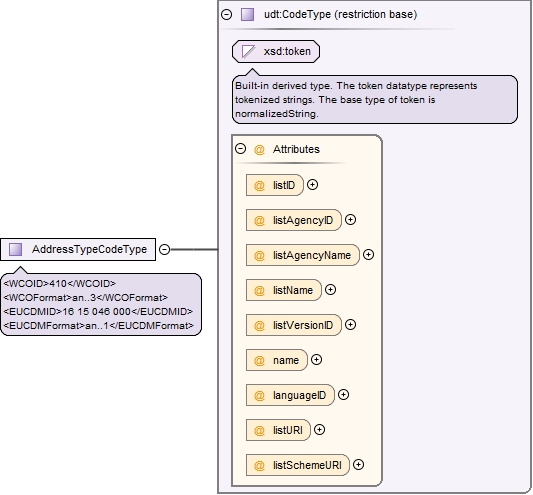 udt:CodeType (restriction base)
xsd:token
Built-in derived type. The token datatype represents
tokenized strings. The base type of token is
normalizedString.
@ Attributes
@ listID
@ listAgencyID
@ listAgencyName
@ listName
@ listVersionID
@ name
@ languageID
@ listURI
@ listSchemeURI
AddressTypeCodeType
<WCOID>410</WCOID>
<WCOFormat>an..3</WCOFormat>
<EUCDMID>16 15 046 000</EUCDMID>
<EUCDMFormat>an..1</EUCDMFormat>